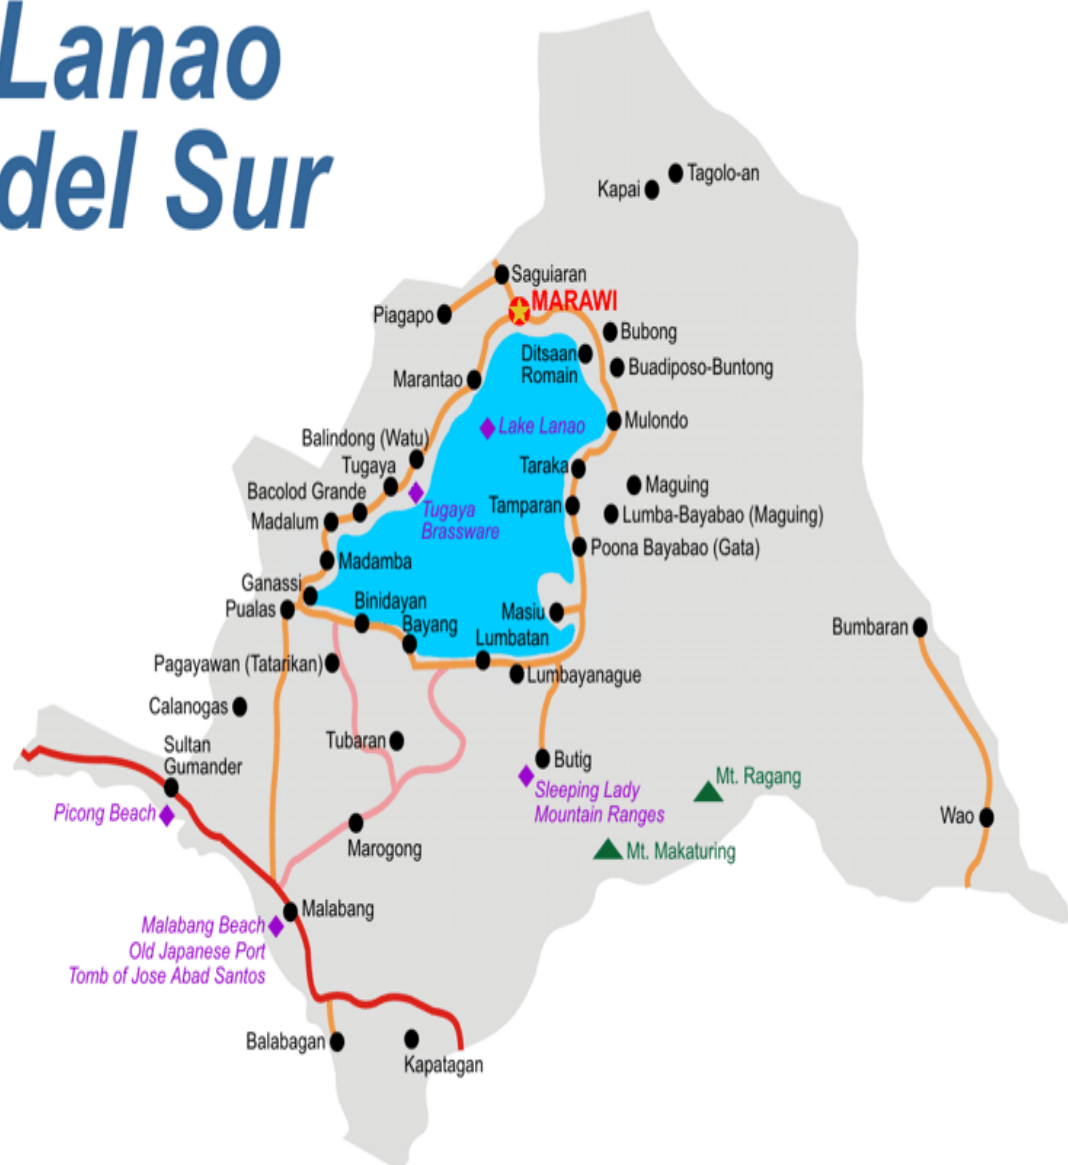 Lanao
del Sur
Tagolo-an
Kapai
Saguiaran
MARAWI
Piagapo
Bubong
Ditsaan
Romain
Buadiposo-Buntong
Marantao
Mulondo
Lake Lanao
Balindong (Watu)
Tugaya
Taraka
Maguing
Bacolod Grande
Tamparan
Tugaya
Brassware
Lumba-Bayabao (Maguing)
Madalum
Poona Bayabao (Gata)
Madamba
Ganassi
Pualas
Binidayan
Bayang
Masiu
Lumbatan
Bumbaran
Pagayawan (Tatarikan)
Lumbayanague
Calanogas
Tubaran
Sultan
Gumander
Butig
Mt. Ragang
Sleeping Lady
Mountain Ranges
Picong Beach
Wao
Marogong
Mt. Makaturing
Malabang
Malabang Beach
Old Japanese Port
Tomb of Jose Abad Santos
Balabagan
Kapatagan